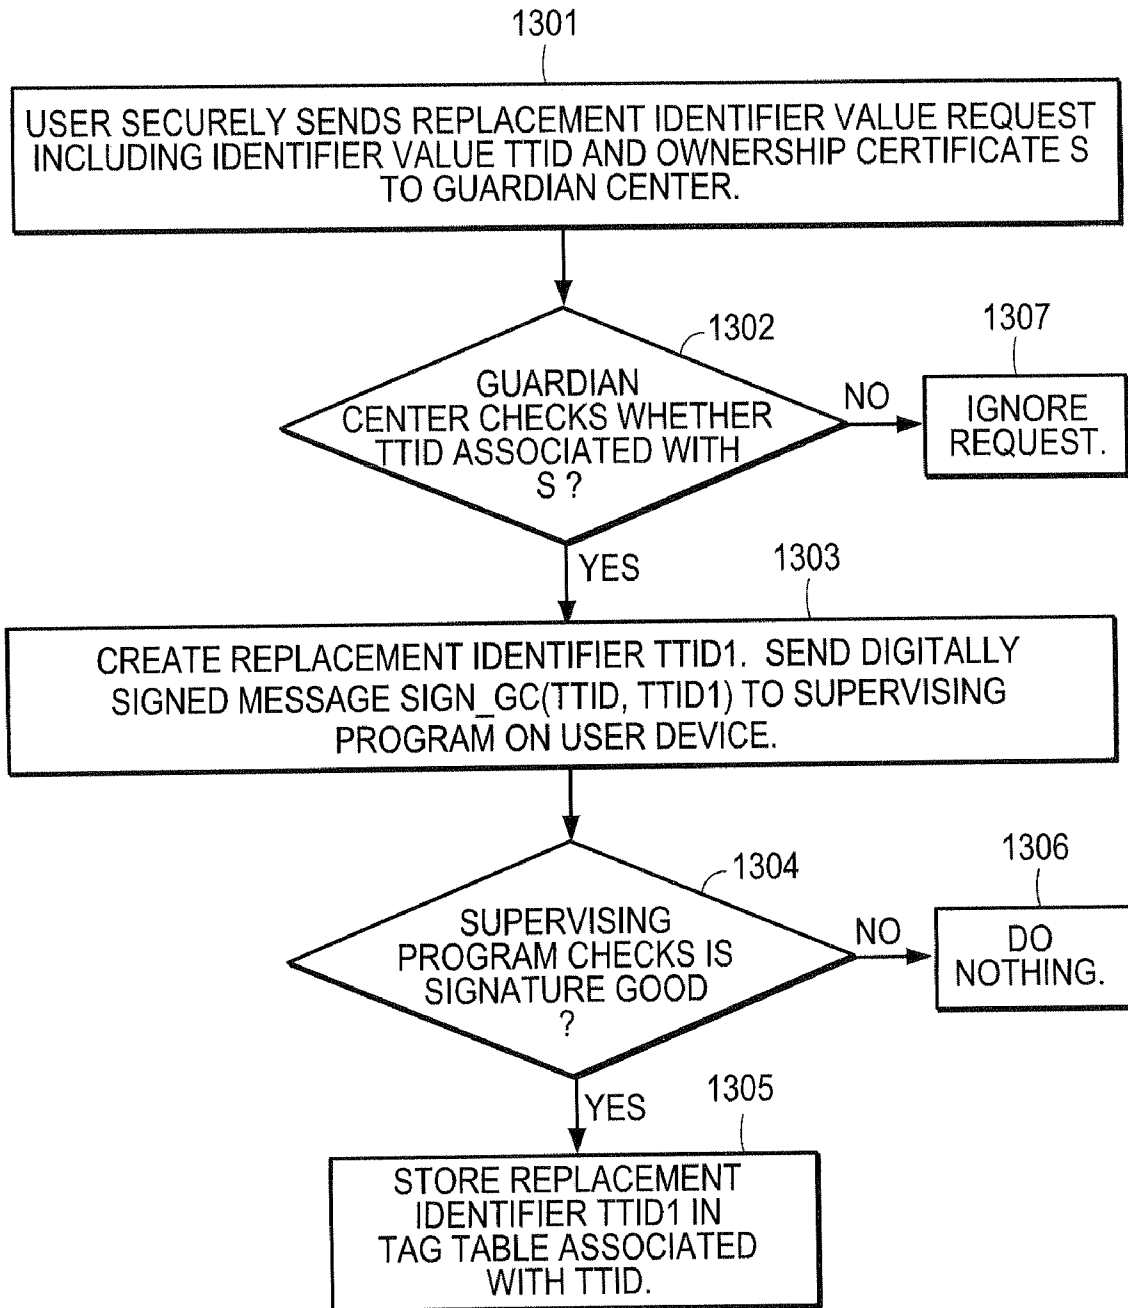 1301
USER SECURELY SENDS REPLACEMENT IDENTIFIER VALUE REQUEST
INCLUDING IDENTIFIER VALUE TTID AND OWNERSHIP CERTIFICATE S
TO GUARDIAN CENTER.
1302
GUARDIAN
CENTER CHECKS WHETHER
TTID ASSOCIATED WITH
S ?
NO
1307
IGNORE
REQUEST.
YES
1303
CREATE REPLACEMENT IDENTIFIER TTID1. SEND DIGITALLY
SIGNED MESSAGE SIGN_GC(TTID, TTID1) TO SUPERVISING
PROGRAM ON USER DEVICE.
1304
SUPERVISING
PROGRAM CHECKS IS
SIGNATURE GOOD
?
NO
1306
DO
NOTHING.
YES
1305
STORE REPLACEMENT
IDENTIFIER TTID1 IN
TAG TABLE ASSOCIATED
WITH TTID.